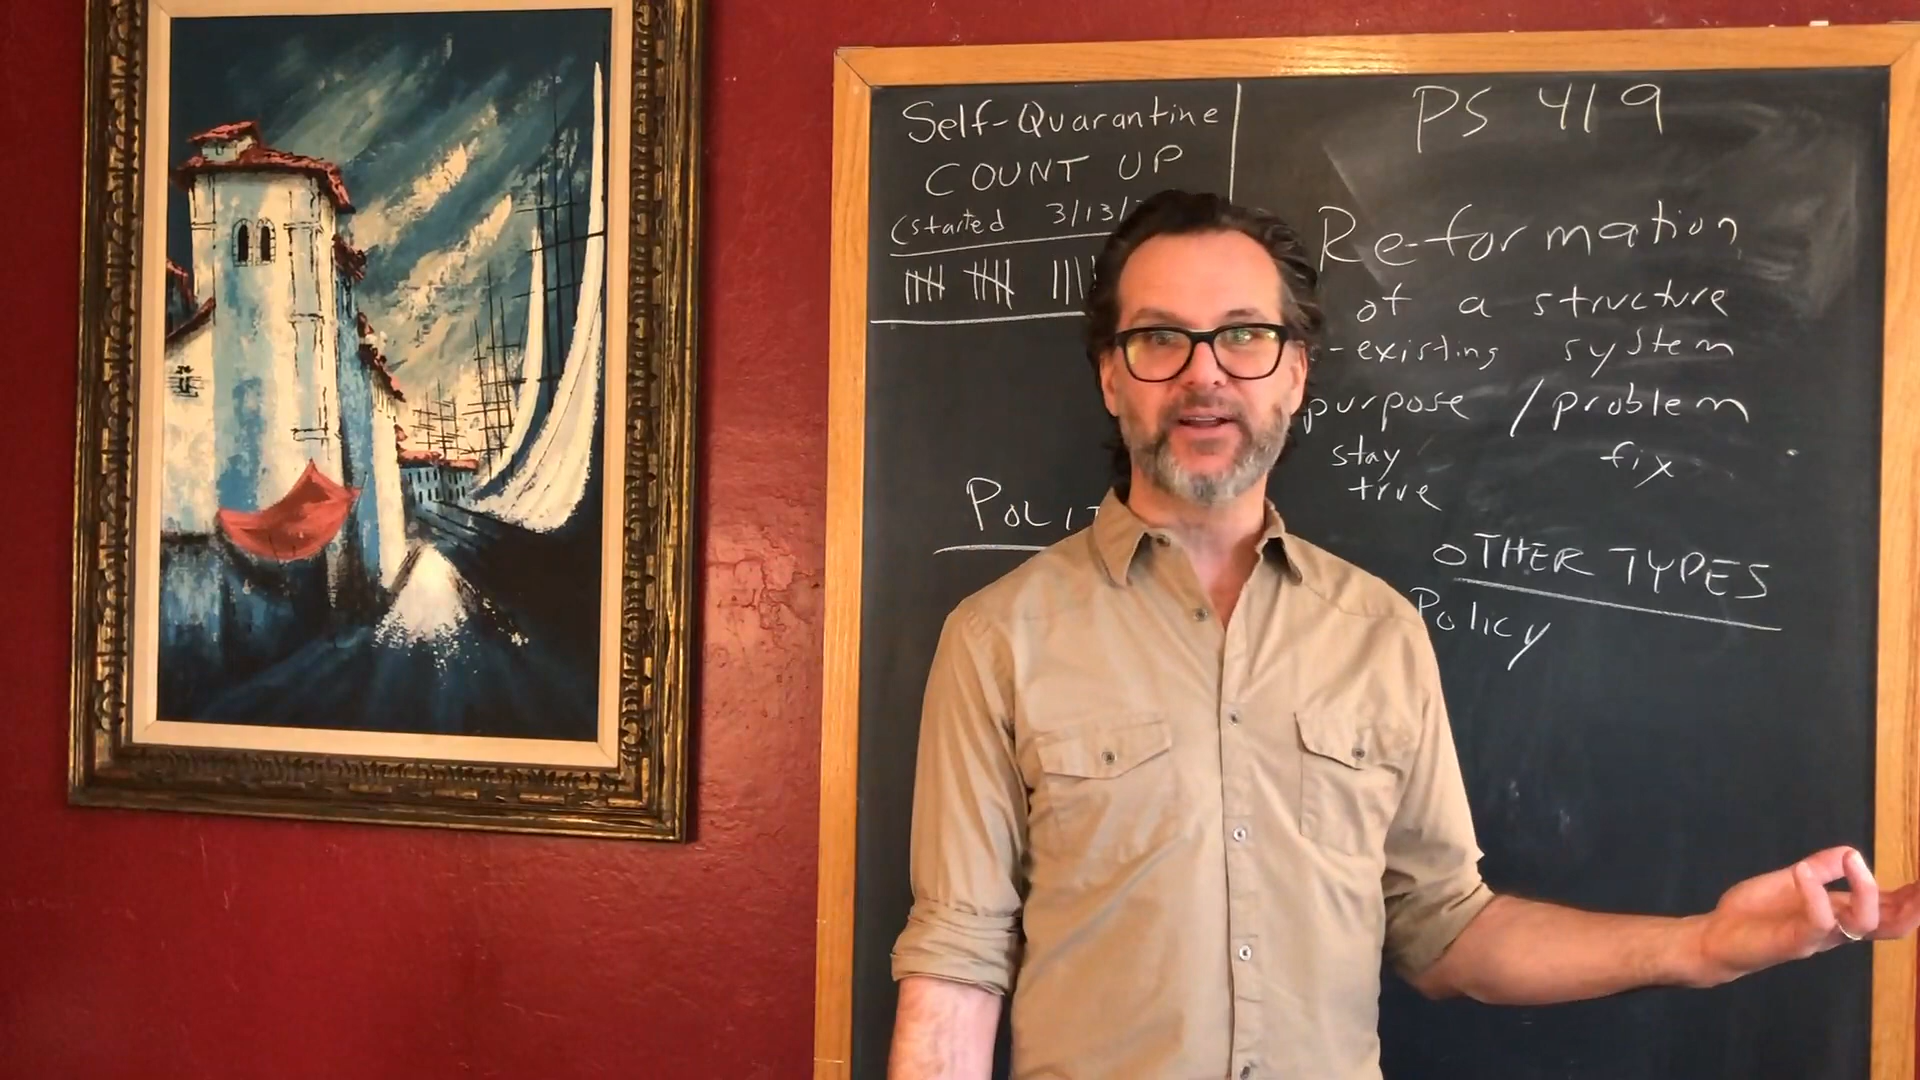 Self-Quarantine
COUNT UP
(started 3/13/
POLIT
PS 419
Re-formation
of a structure
-existing system
purpose / problem
stay fix
true
OTHER TYPES
Policy